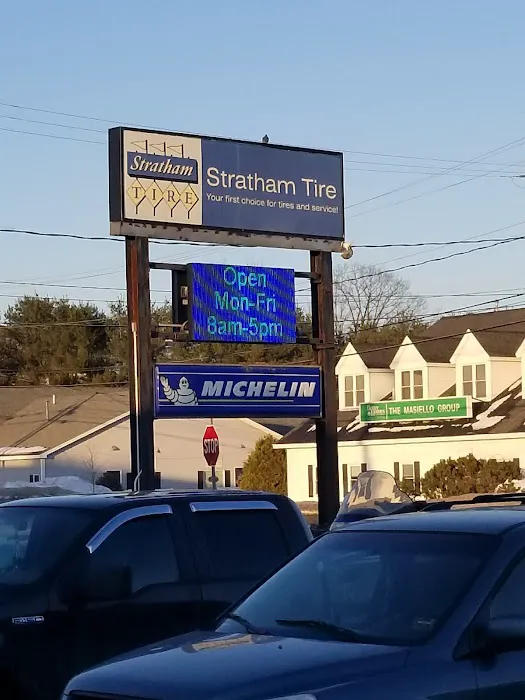 Stratham
TIRE
Stratham Tire
Your first choice for tires and service!
Open
Mon-Fri
8am-5pm
MICHELIN
STOP
THE MASIELLO GROUP